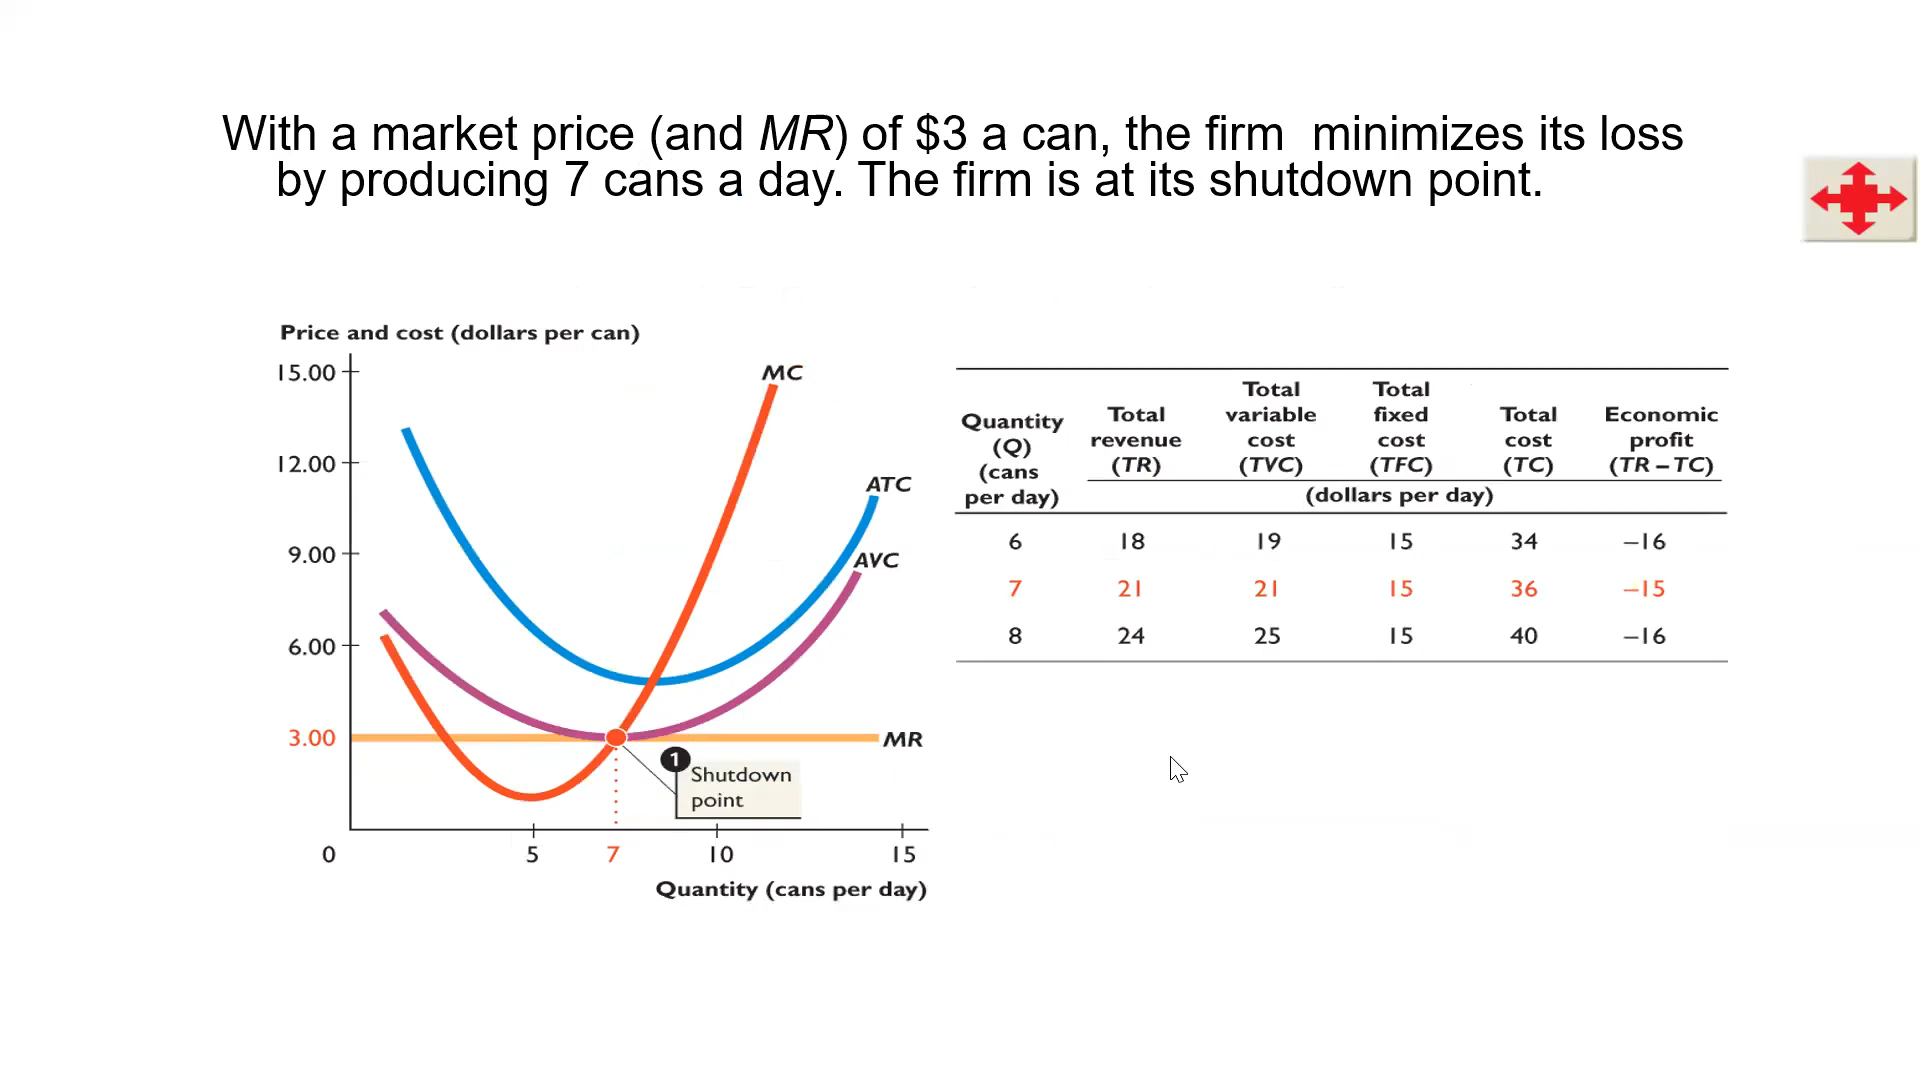 With a market price (and MR) of $3 a can, the firm  minimizes its loss
by producing 7 cans a day. The firm is at its shutdown point.
Price and cost (dollars per can)
15.00
12.00
9.00
6.00
3.00
MC
ATC
AVC
MR
1
Shutdown
point
0
5
7
10
15
Quantity (cans per day)
Quantity
(Q)
(cans
per day)
Total
revenue
(TR)
Total
variable
cost
(TVC)
Total
fixed
cost
(TFC)
Total
cost
(TC)
Economic
profit
(TR – TC)
(dollars per day)
6 18 19 15 34 –16
7 21 21 15 36 –15
8 24 25 15 40 –16